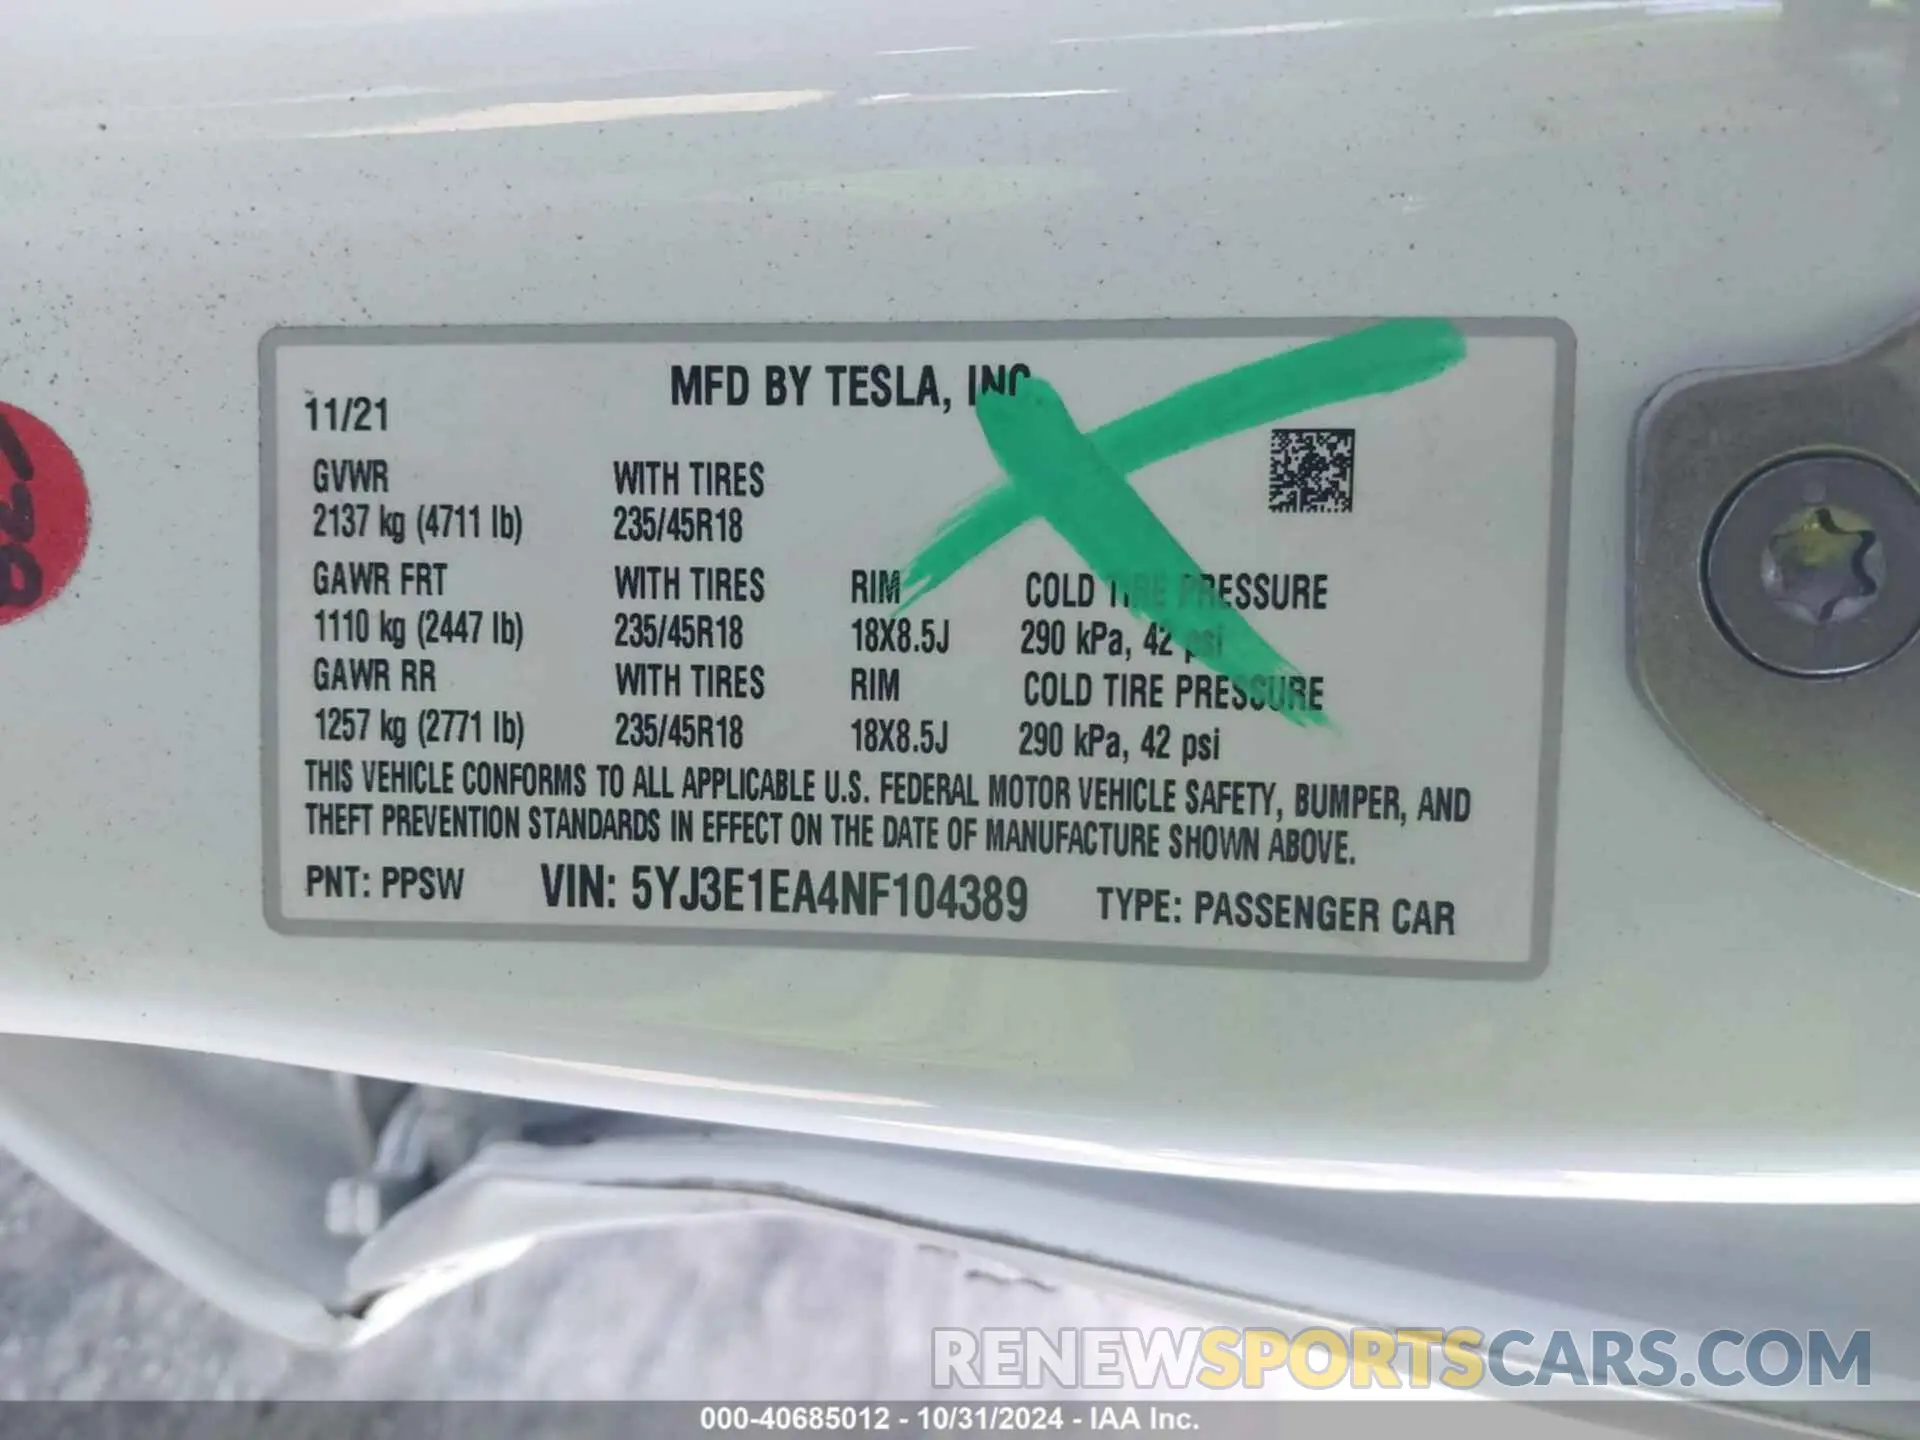 MFD BY TESLA, INC
11/21
GVWR WITH TIRES
2137 kg (4711 lb) 235/45R18
GAWR FRT WITH TIRES RIM COLD TIRE PRESSURE
1110 kg (2447 lb) 235/45R18 18X8.5J 290 kPa, 42 psi
GAWR RR WITH TIRES RIM COLD TIRE PRESSURE
1257 kg (2771 lb) 235/45R18 18X8.5J 290 kPa, 42 psi
THIS VEHICLE CONFORMS TO ALL APPLICABLE U.S. FEDERAL MOTOR VEHICLE SAFETY, BUMPER, AND
THEFT PREVENTION STANDARDS IN EFFECT ON THE DATE OF MANUFACTURE SHOWN ABOVE.
PNT: PPSW VIN: 5YJ3E1EA4NF104389 TYPE: PASSENGER CAR
RENEWSPORTSCARS.COM
000-40685012 - 10/31/2024 - IAA Inc.